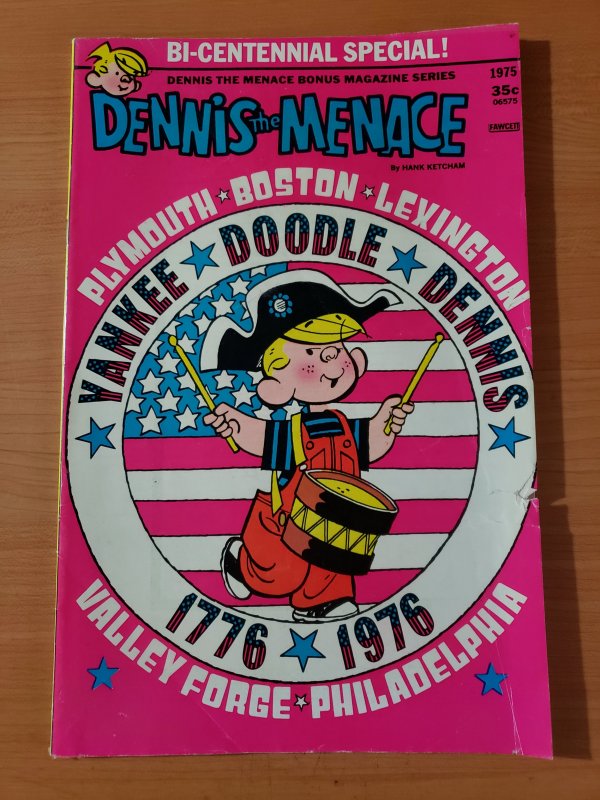 BI-CENTENNIAL SPECIAL!
DENNIS THE MENACE BONUS MAGAZINE SERIES
1975
35c
06575
DENNIS the MENACE
FAWCETT
By HANK KETCHAM
PLYMOUTH ★ BOSTON ★ LEXINGTON
YANKEE ★ DOODLE ★ DENNIS
1776 ★ 1976
VALLEY FORGE ★ PHILADELPHIA